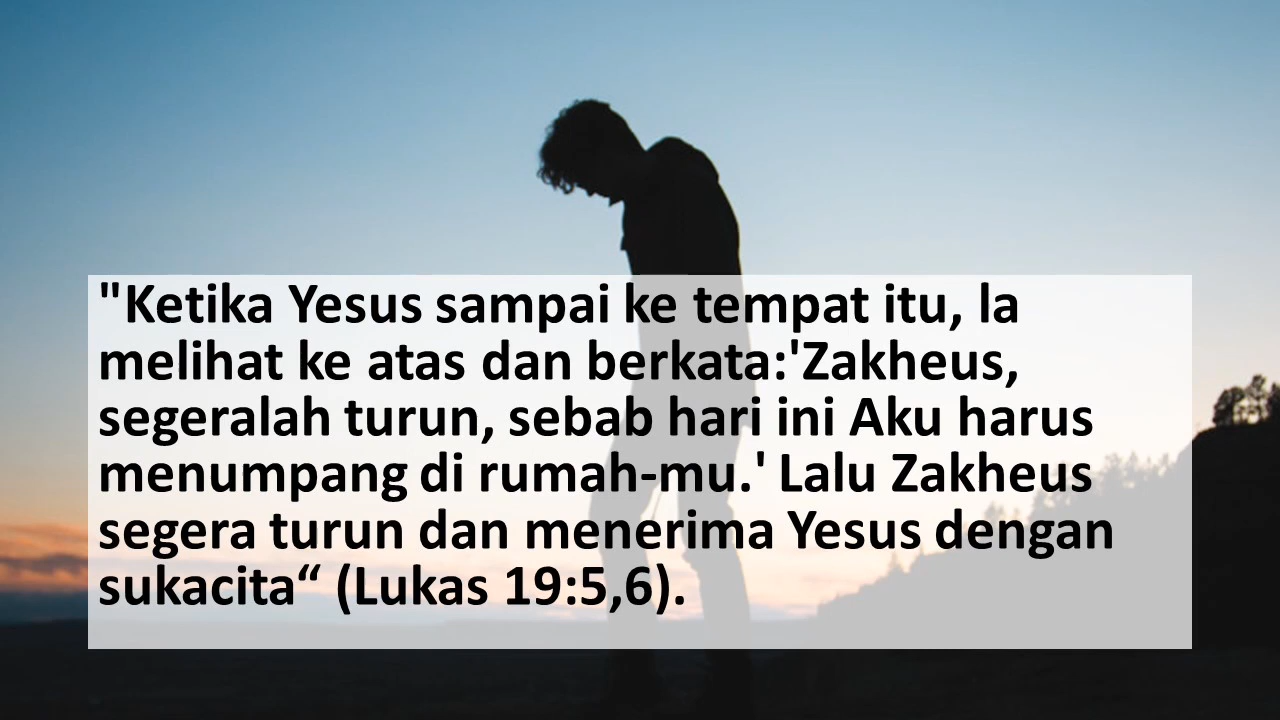 "Ketika Yesus sampai ke tempat itu, la
melihat ke atas dan berkata:'Zakheus,
segeralah turun, sebab hari ini Aku harus
menumpang di rumah-mu.' Lalu Zakheus
segera turun dan menerima Yesus dengan
sukacita“ (Lukas 19:5,6).